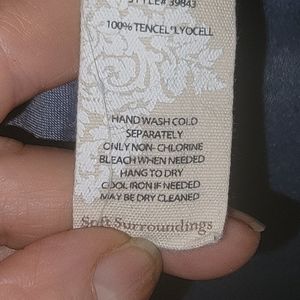 STYLE# 39843
100% TENCEL® LYOCELL
HAND WASH COLD
SEPARATELY
ONLY NON-CHLORINE
BLEACH WHEN NEEDED
HANG TO DRY
COOL IRON IF NEEDED
MAY BE DRY CLEANED
Soft Surroundings